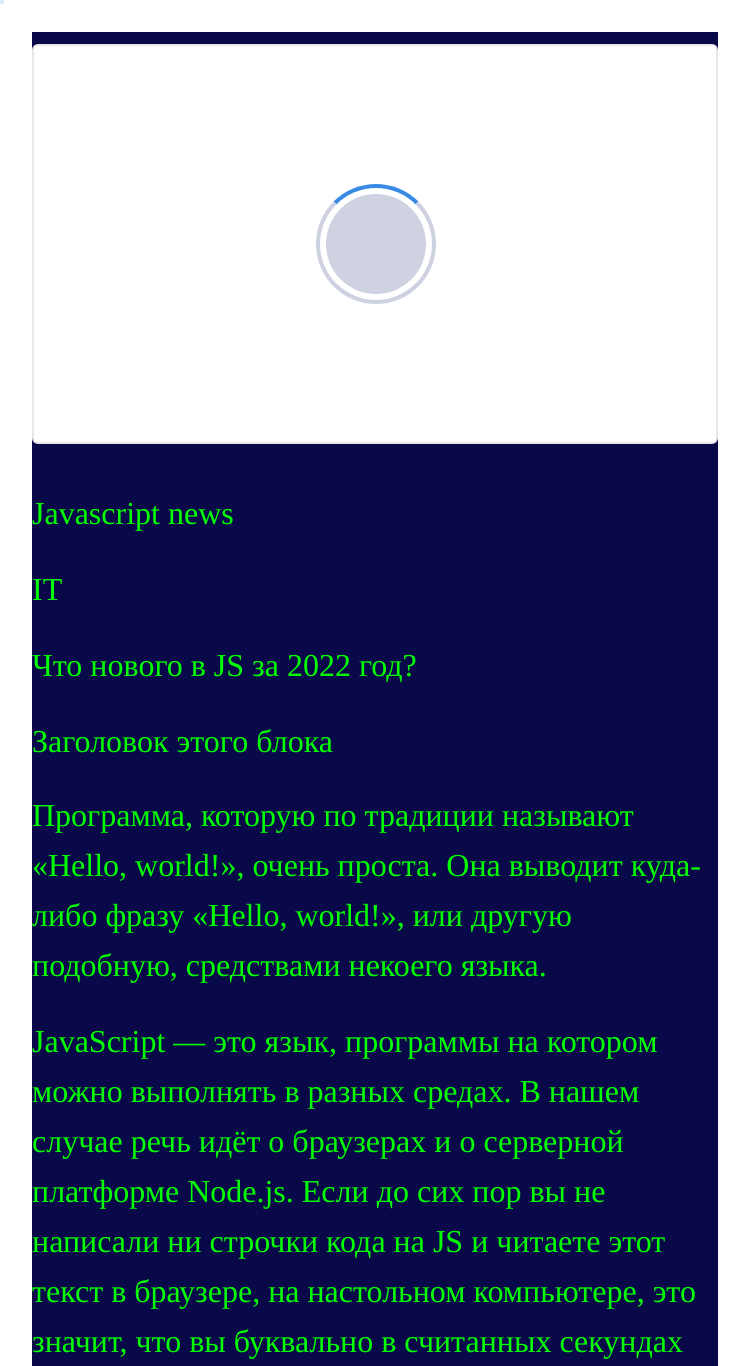 Javascript news
IT
Что нового в JS за 2022 год?
Заголовок этого блока
Программа, которую по традиции называют
«Hello, world!», очень проста. Она выводит куда-
либо фразу «Hello, world!», или другую
подобную, средствами некоего языка.
JavaScript — это язык, программы на котором
можно выполнять в разных средах. В нашем
случае речь идёт о браузерах и о серверной
платформе Node.js. Если до сих пор вы не
написали ни строчки кода на JS и читаете этот
текст в браузере, на настольном компьютере, это
значит, что вы буквально в считанных секундах